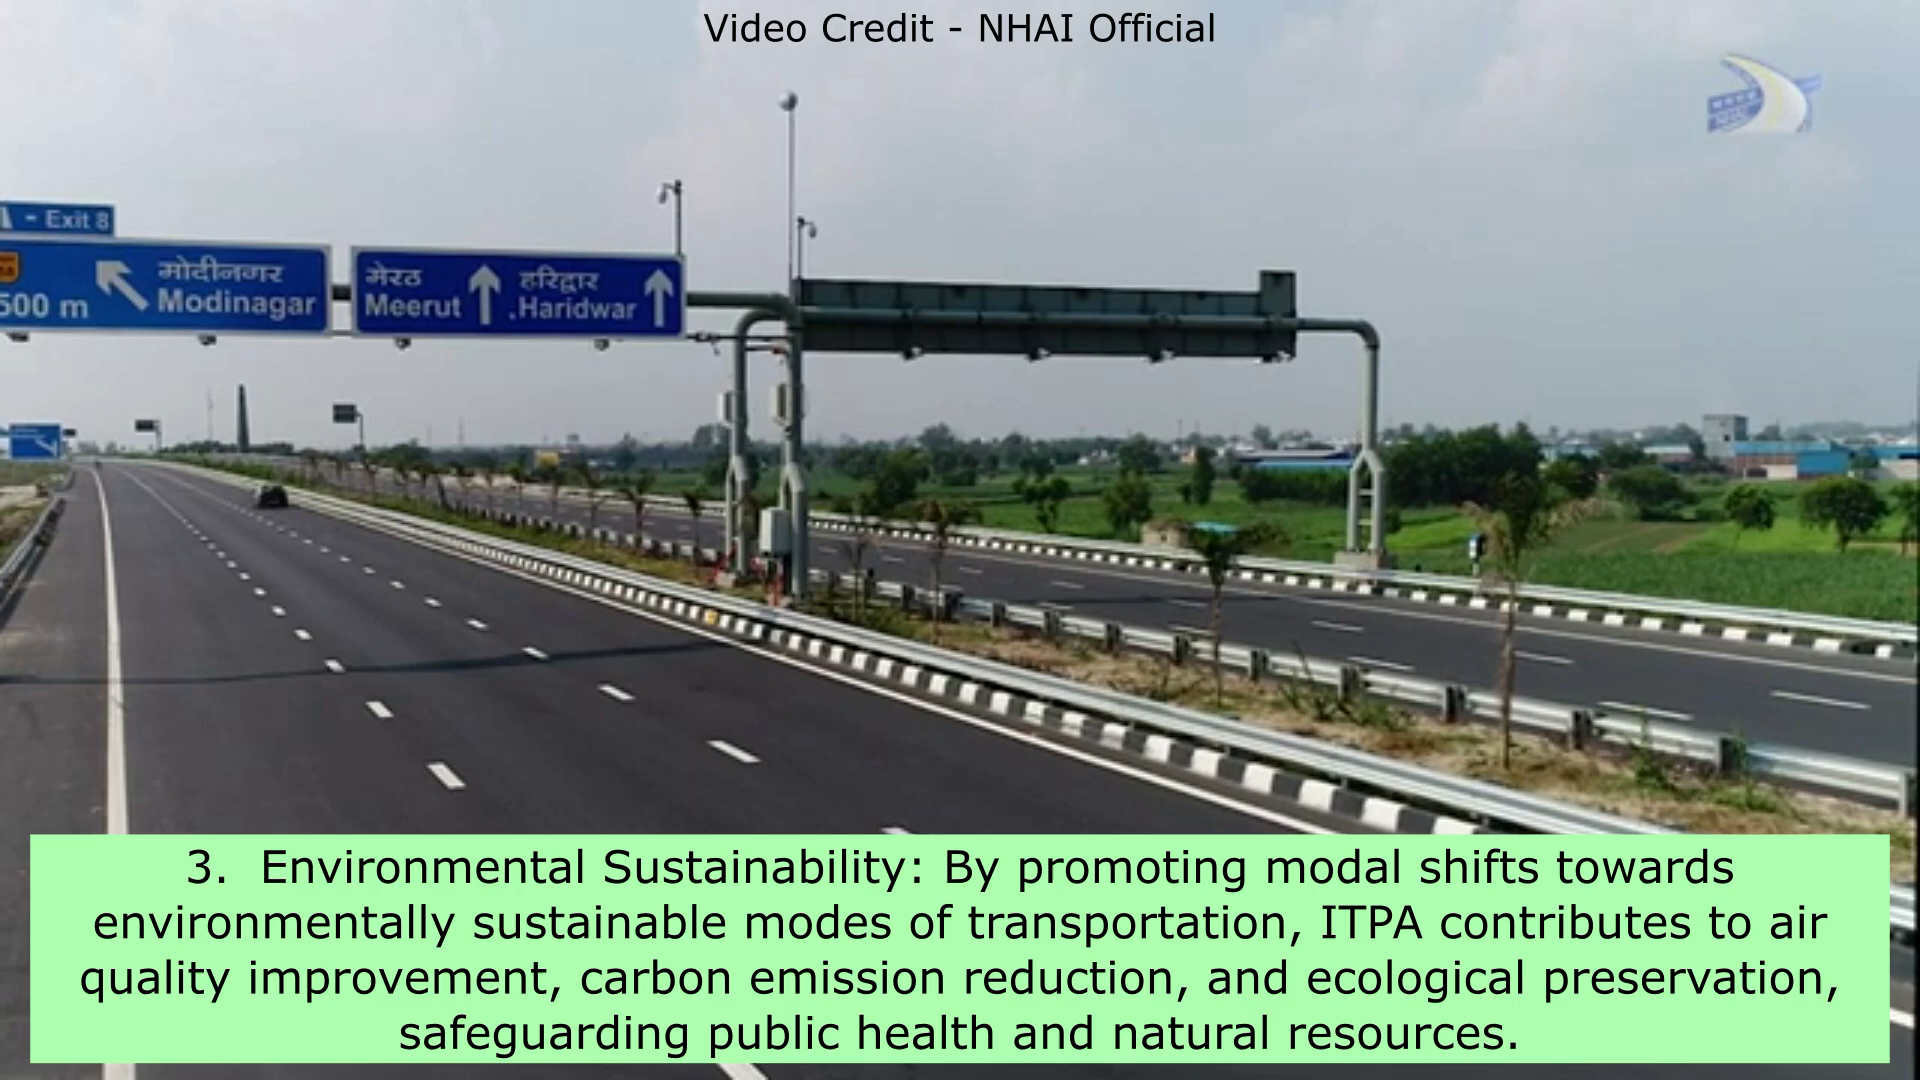 Video Credit - NHAI Official
- Exit 8
500 m
मोदीनगर
Modinagar
मेरठ
Meerut
हरिद्वार
.Haridwar
3.  Environmental Sustainability: By promoting modal shifts towards
environmentally sustainable modes of transportation, ITPA contributes to air
quality improvement, carbon emission reduction, and ecological preservation,
safeguarding public health and natural resources.